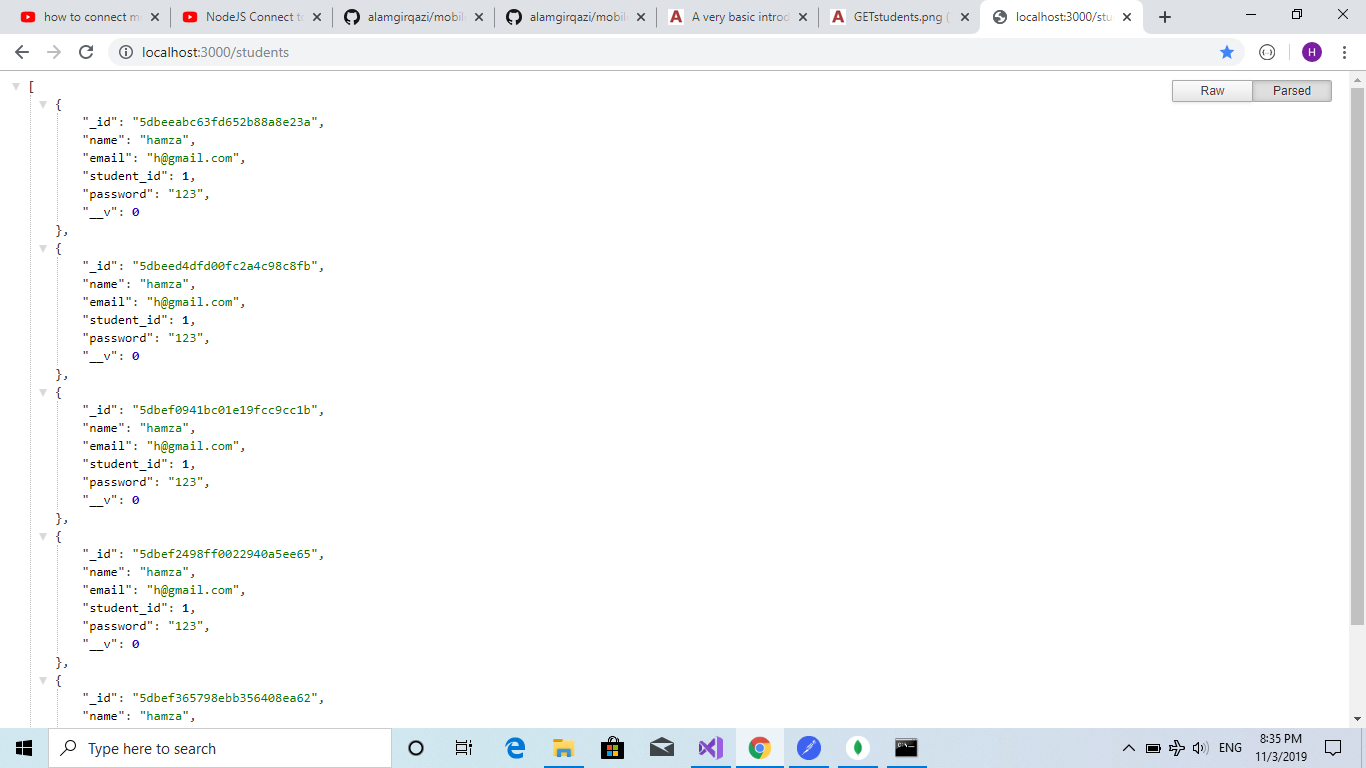 how to connect m
NodeJS Connect t
alamgirqazi/mobil
alamgirqazi/mobil
A very basic introd
GETstudents.png (
localhost:3000/stu
localhost:3000/students
H
Raw
Parsed
[
{
"_id": "5dbeeabc63fd652b88a8e23a",
"name": "hamza",
"email": "h@gmail.com",
"student_id": 1,
"password": "123",
"__v": 0
},
{
"_id": "5dbeed4dfd00fc2a4c98c8fb",
"name": "hamza",
"email": "h@gmail.com",
"student_id": 1,
"password": "123",
"__v": 0
},
{
"_id": "5dbef0941bc01e19fcc9cc1b",
"name": "hamza",
"email": "h@gmail.com",
"student_id": 1,
"password": "123",
"__v": 0
},
{
"_id": "5dbef2498ff0022940a5ee65",
"name": "hamza",
"email": "h@gmail.com",
"student_id": 1,
"password": "123",
"__v": 0
},
{
"_id": "5dbef365798ebb356408ea62",
"name": "hamza",
Type here to search
ENG
8:35 PM
11/3/2019